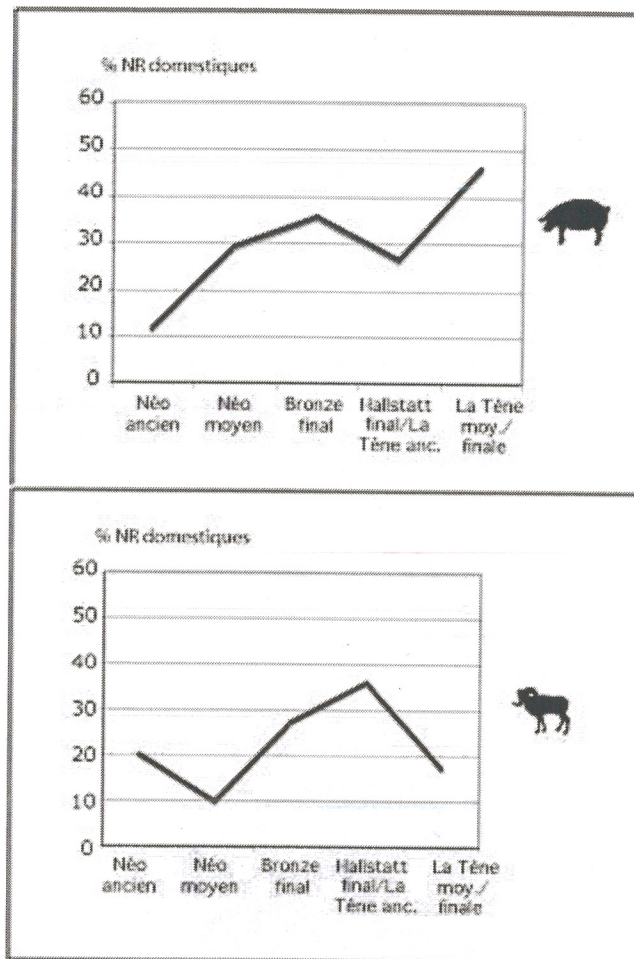 % NR domestiques
60
50
40
30
20
10
0
Néo
ancien
Néo
moyen
Bronze
final
Hallstatt
final/La
Tène anc.
La Tène
moy./
finale
% NR domestiques
60
50
40
30
20
10
0
Néo
ancien
Néo
moyen
Bronze
final
Hallstatt
final/La
Tène anc.
La Tène
moy./
finale